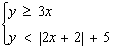 y ≥ 3x
y < |2x + 2| + 5